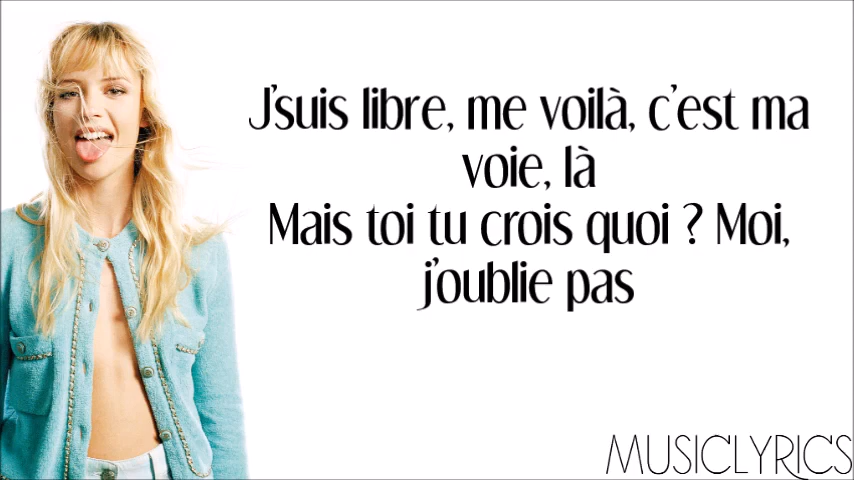 J'suis libre, me voilà, c'est ma
voie, là
Mais toi tu crois quoi ? Moi,
j'oublie pas
MUSICLYRICS